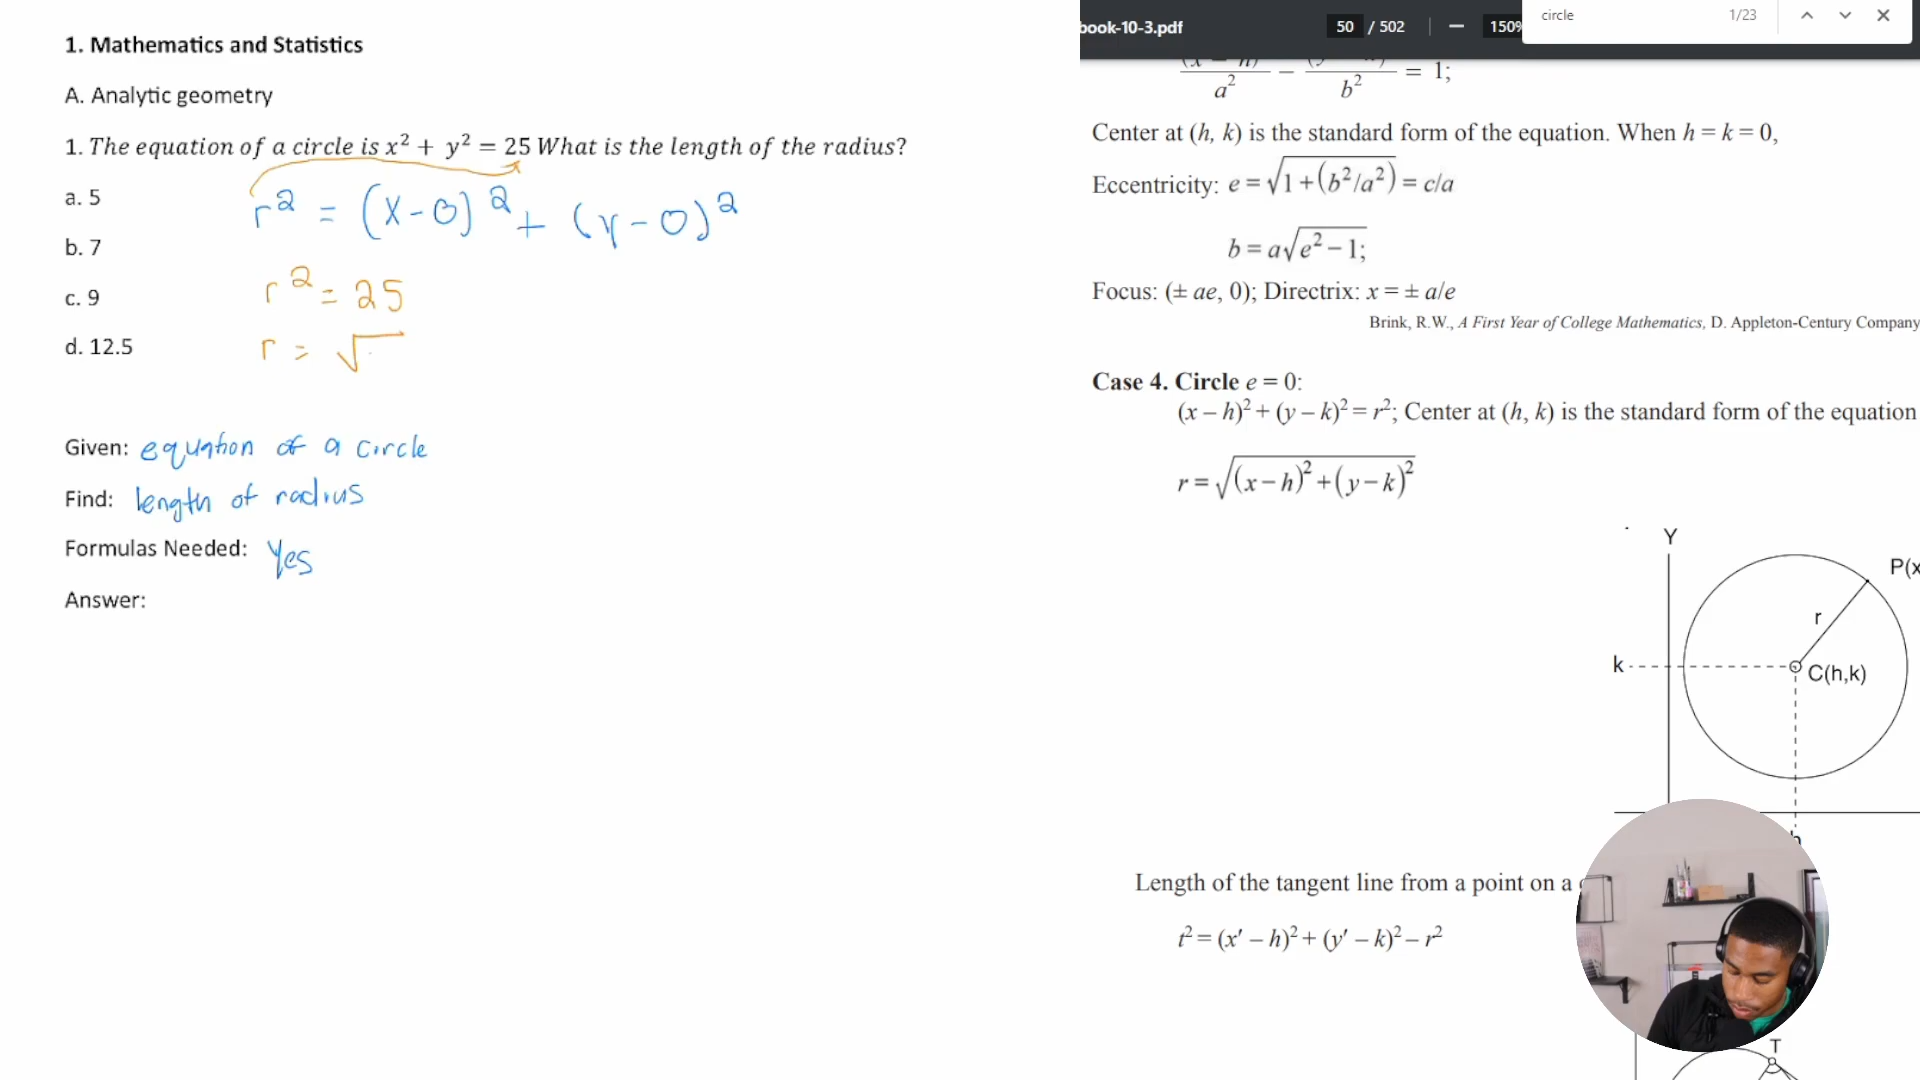 1. Mathematics and Statistics
A. Analytic geometry
1. The equation of a circle is x² + y² = 25 What is the length of the radius?
a. 5
r² = (x-0)² + (y-0)²
b. 7
c. 9
r² = 25
d. 12.5
r = √
Given: equation of a circle
Find: length of radius
Formulas Needed: Yes
Answer:
book-10-3.pdf
50 / 502
150%
circle
1/23
a² − b² = 1;
Center at (h, k) is the standard form of the equation. When h = k = 0,
Eccentricity: e = √1 + (b²/a²) = c/a
b = a√e² − 1;
Focus: (± ae, 0); Directrix: x = ± a/e
Brink, R.W., A First Year of College Mathematics, D. Appleton-Century Company
Case 4. Circle e = 0:
(x – h)² + (y – k)² = r²; Center at (h, k) is the standard form of the equation
r = √(x – h)² + (y – k)²
Y
P(x
r
k
C(h,k)
h
Length of the tangent line from a point on a
t² = (x′ – h)² + (y′ – k)² – r²
T